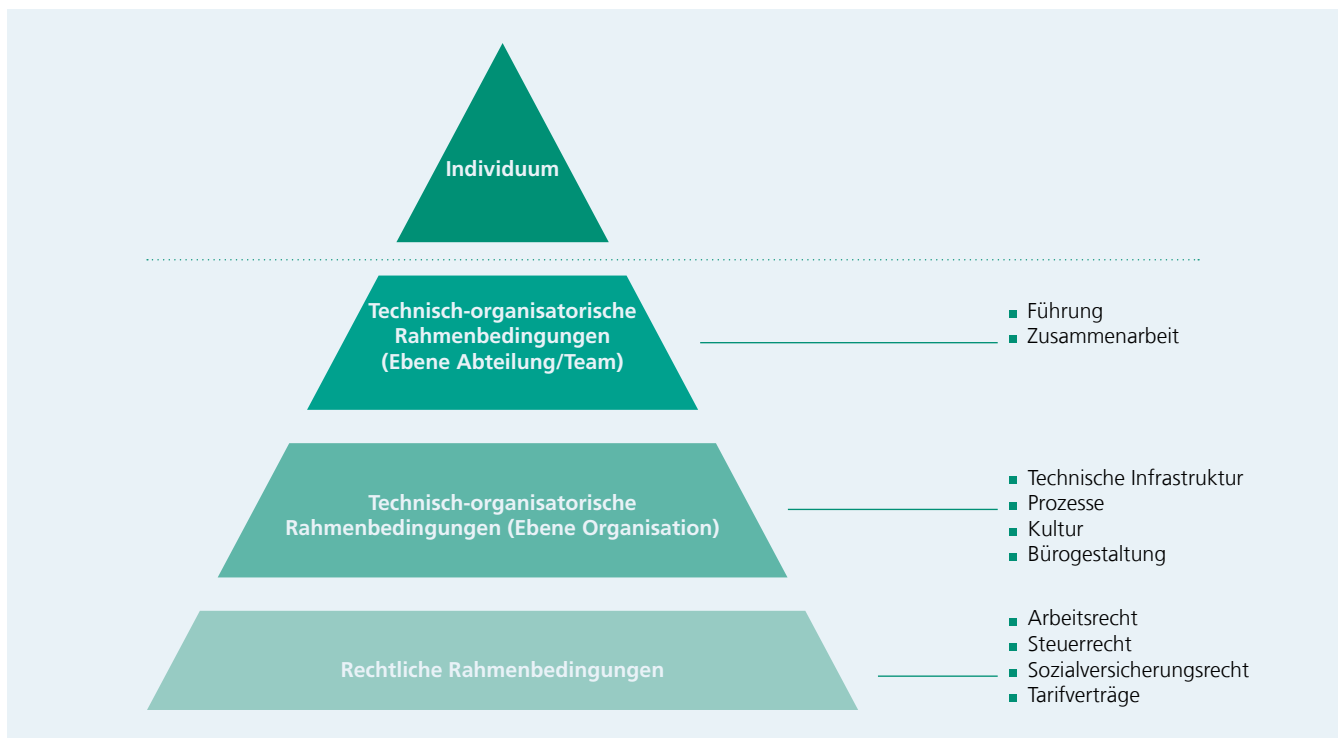 Individuum
Technisch-organisatorische
Rahmenbedingungen
(Ebene Abteilung/Team)
Führung
Zusammenarbeit
Technisch-organisatorische
Rahmenbedingungen (Ebene Organisation)
Technische Infrastruktur
Prozesse
Kultur
Bürogestaltung
Rechtliche Rahmenbedingungen
Arbeitsrecht
Steuerrecht
Sozialversicherungsrecht
Tarifverträge